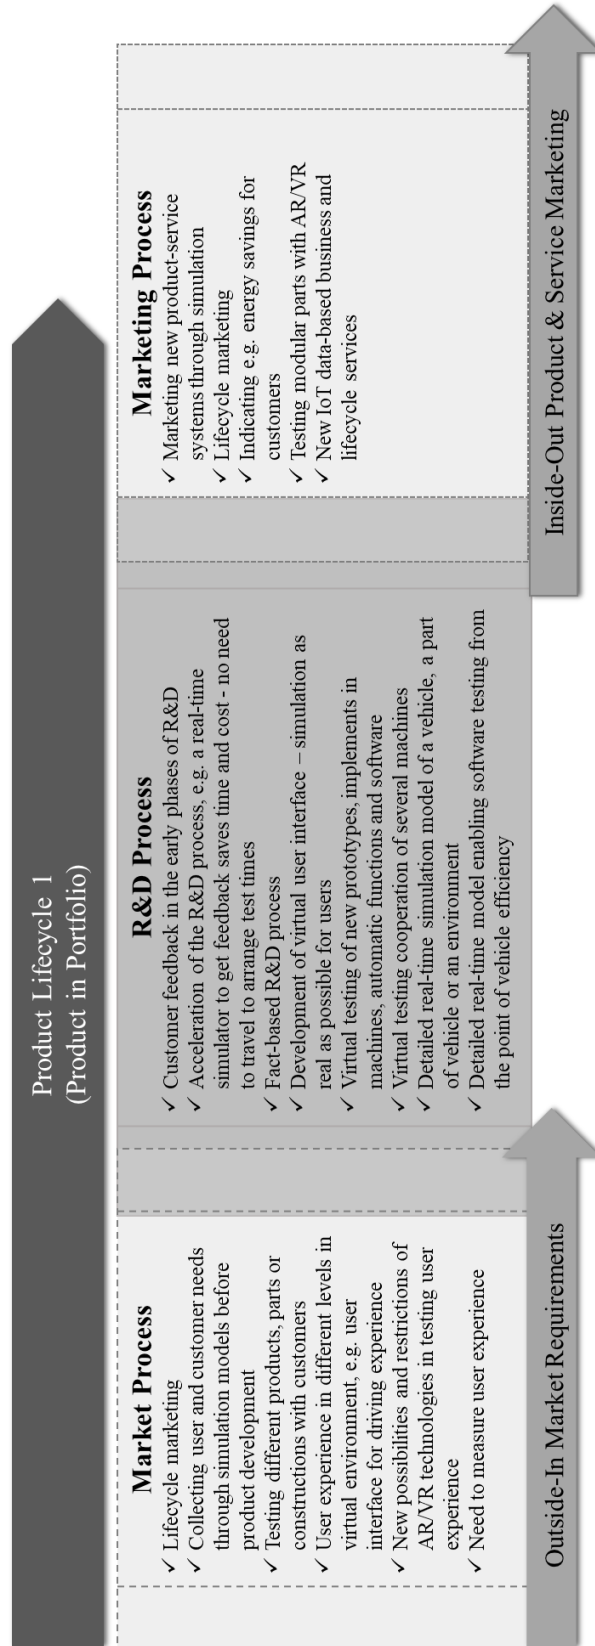 Product Lifecycle 1
(Product in Portfolio)
Market Process
✓ Lifecycle marketing
✓ Collecting user and customer needs
through simulation models before
product development
✓ Testing different products, parts or
constructions with customers
✓ User experience in different levels in
virtual environment, e.g. user
interface for driving experience
✓ New possibilities and restrictions of
AR/VR technologies in testing user
experience
✓ Need to measure user experience
R&D Process
✓ Customer feedback in the early phases of R&D
✓ Acceleration of the R&D process, e.g. a real-time
simulator to get feedback saves time and cost - no need
to travel to arrange test times
✓ Fact-based R&D process
✓ Development of virtual user interface – simulation as
real as possible for users
✓ Virtual testing of new prototypes, implements in
machines, automatic functions and software
✓ Virtual testing cooperation of several machines
✓ Detailed real-time simulation model of a vehicle, a part
of vehicle or an environment
✓ Detailed real-time model enabling software testing from
the point of vehicle efficiency
Marketing Process
✓ Marketing new product-service
systems through simulation
✓ Lifecycle marketing
✓ Indicating e.g. energy savings for
customers
✓ Testing modular parts with AR/VR
✓ New IoT data-based business and
lifecycle services
Outside-In Market Requirements
Inside-Out Product & Service Marketing